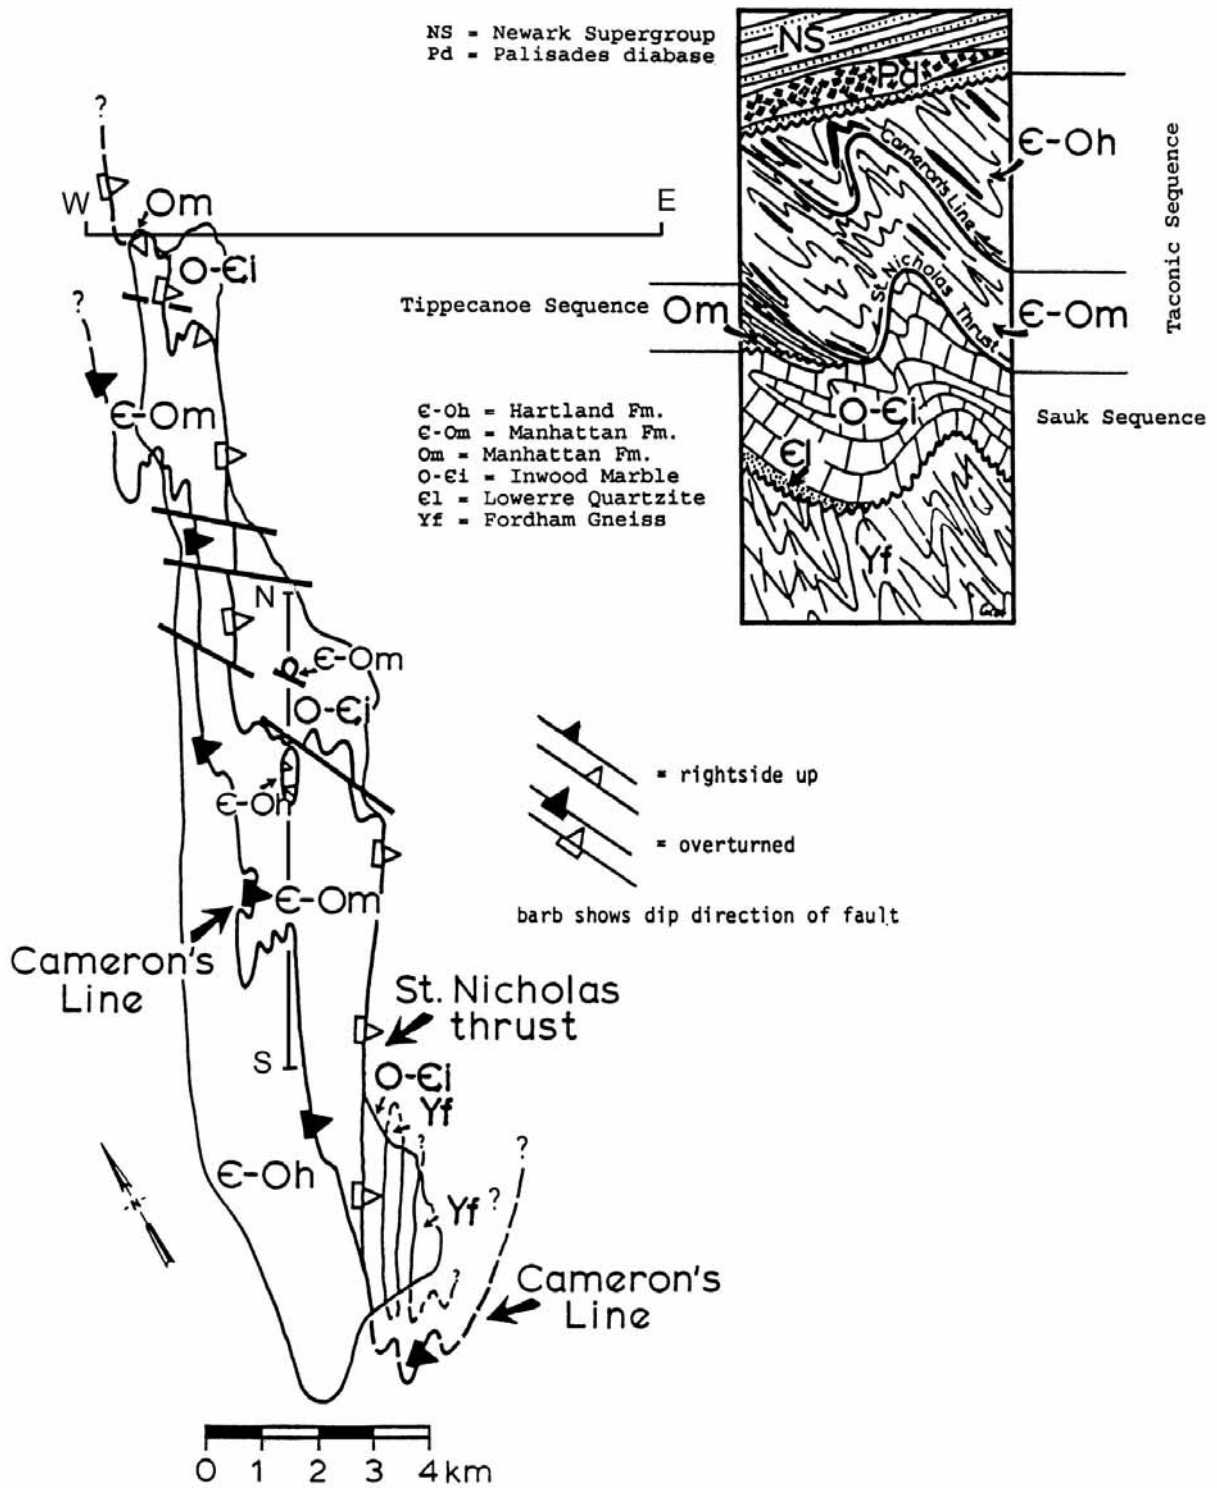 NS = Newark Supergroup
Pd = Palisades diabase
NS
Pd
Є-Oh
Cameron's Line
Taconic Sequence
St. Nicholas Thrust
Є-Om
Tippecanoe Sequence
Om
O-Єi
Sauk Sequence
Єl
Yf
Є-Oh = Hartland Fm.
Є-Om = Manhattan Fm.
Om = Manhattan Fm.
O-Єi = Inwood Marble
Єl = Lowerre Quartzite
Yf = Fordham Gneiss
?
W
E
Om
O-Єi
?
Є-Om
N
Є-Om
O-Єi
Є-Oh
= rightside up
= overturned
barb shows dip direction of fault
Є-Om
Cameron's
Line
St. Nicholas
thrust
S
O-Єi
Yf
?
?
N
Є-Oh
Yf ?
Cameron's
Line
?
0 1 2 3 4 km